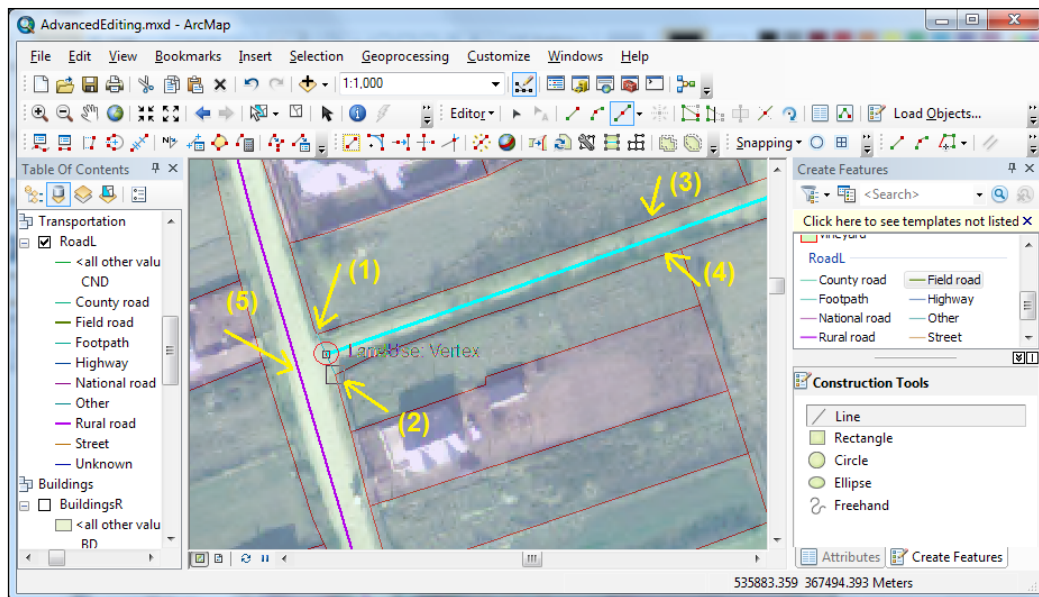 AdvancedEditing.mxd - ArcMap
File Edit View Bookmarks Insert Selection Geoprocessing Customize Windows Help
1:1,000
Editor Load Objects...
Snapping
Table Of Contents
Transportation
RoadL
<all other valu
CND
County road
Field road
Footpath
Highway
National road
Other
Rural road
Street
Unknown
Buildings
BuildingsR
<all other valu
BD
(1)
(2)
(3)
(4)
(5)
LandUse: Vertex
Create Features
<Search>
Click here to see templates not listed
Vineyard
RoadL
County road Field road
Footpath Highway
National road Other
Rural road Street
Construction Tools
Line
Rectangle
Circle
Ellipse
Freehand
Attributes Create Features
535883.359 367494.393 Meters